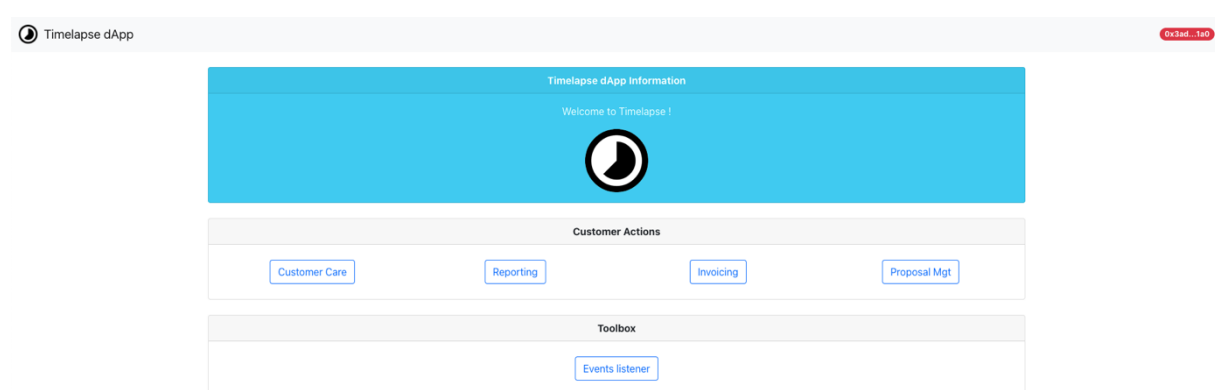 Timelapse dApp
0x3ad...1a0
Timelapse dApp Information
Welcome to Timelapse !
Customer Actions
Customer Care
Reporting
Invoicing
Proposal Mgt
Toolbox
Events listener